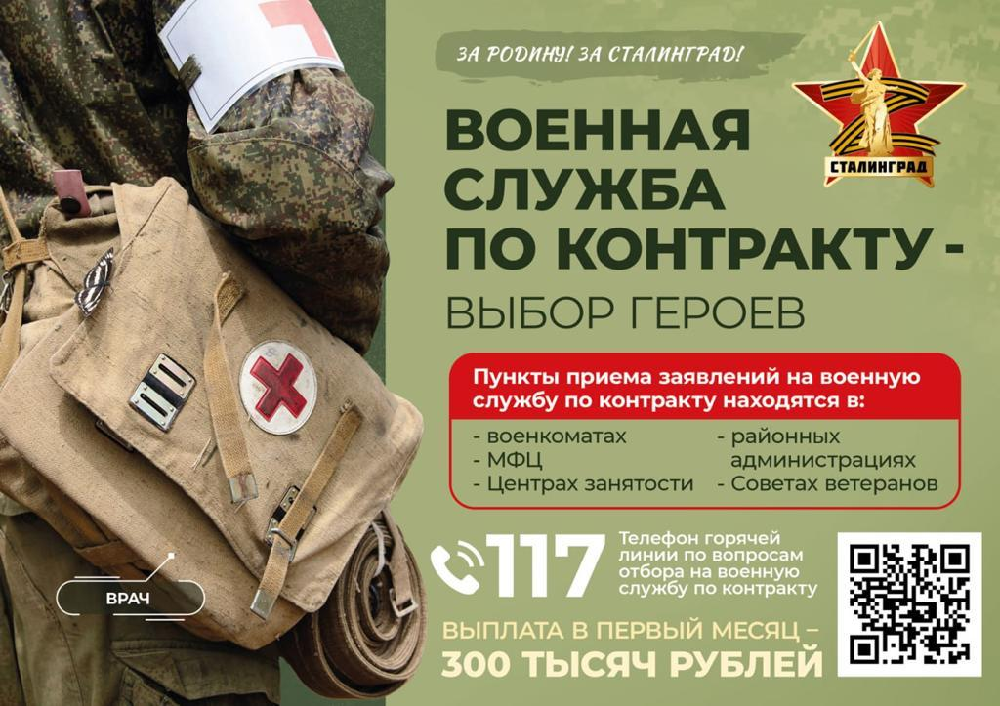 ЗА РОДИНУ! ЗА СТАЛИНГРАД!
СТАЛИНГРАД
ВОЕННАЯ
СЛУЖБА
ПО КОНТРАКТУ -
ВЫБОР ГЕРОЕВ
Пункты приема заявлений на военную
службу по контракту находятся в:
- военкоматах
- МФЦ
- Центрах занятости
- районных
администрациях
- Советах ветеранов
117
Телефон горячей
линии по вопросам
отбора на военную
службу по контракту
ВЫПЛАТА В ПЕРВЫЙ МЕСЯЦ –
300 ТЫСЯЧ РУБЛЕЙ
ВРАЧ